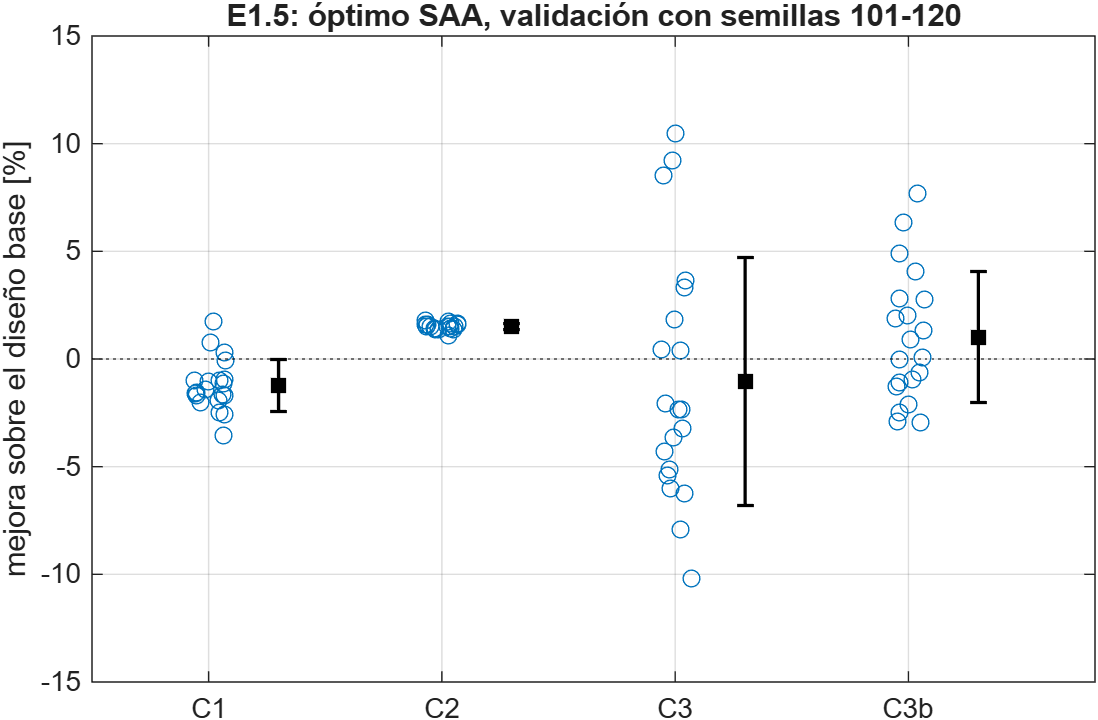 E1.5: óptimo SAA, validación con semillas 101-120
mejora sobre el diseño base [%]
15
10
5
0
-5
-10
-15
C1
C2
C3
C3b